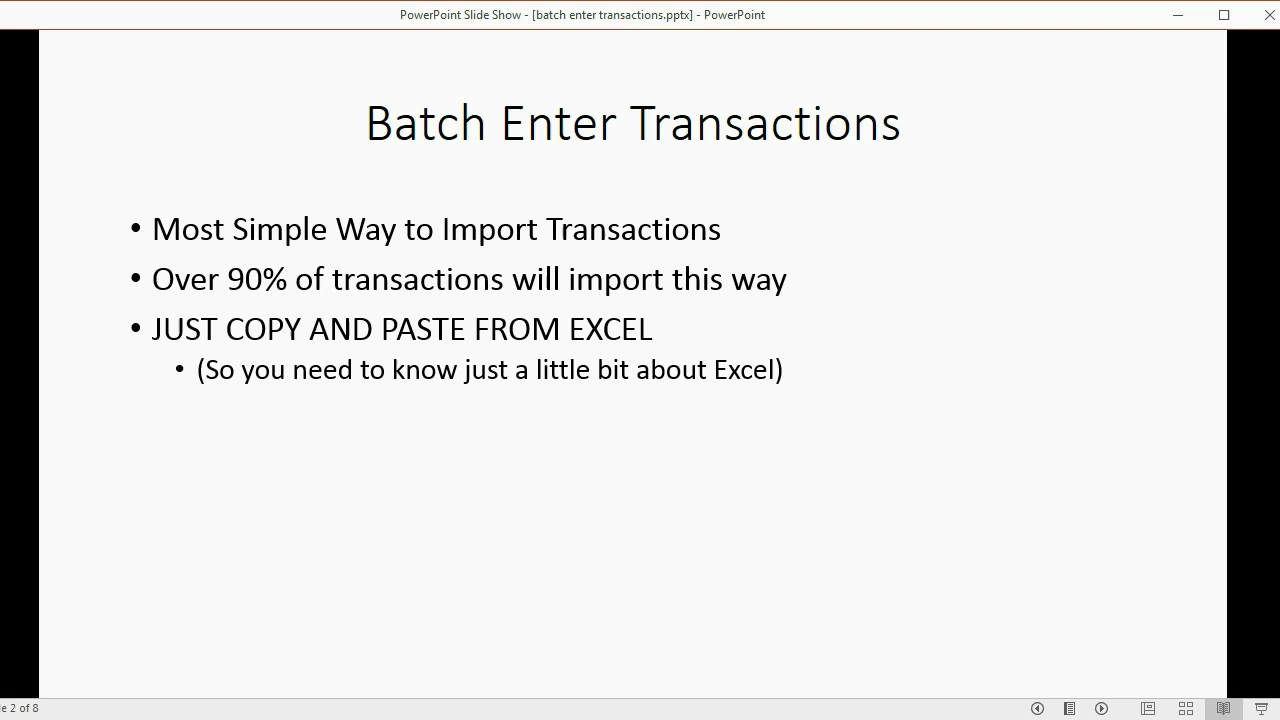 PowerPoint Slide Show - [batch enter transactions.pptx] - PowerPoint
Batch Enter Transactions
• Most Simple Way to Import Transactions
• Over 90% of transactions will import this way
• JUST COPY AND PASTE FROM EXCEL
• (So you need to know just a little bit about Excel)
le 2 of 8